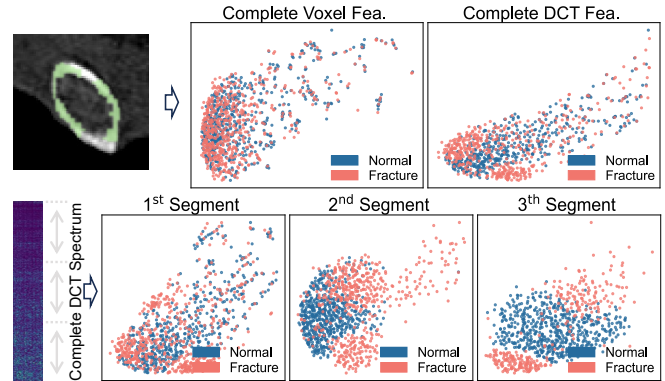 Complete Voxel Fea.
Complete DCT Fea.
Normal
Fracture
Normal
Fracture
Complete DCT Spectrum
1st Segment
2nd Segment
3th Segment
Normal
Fracture
Normal
Fracture
Normal
Fracture